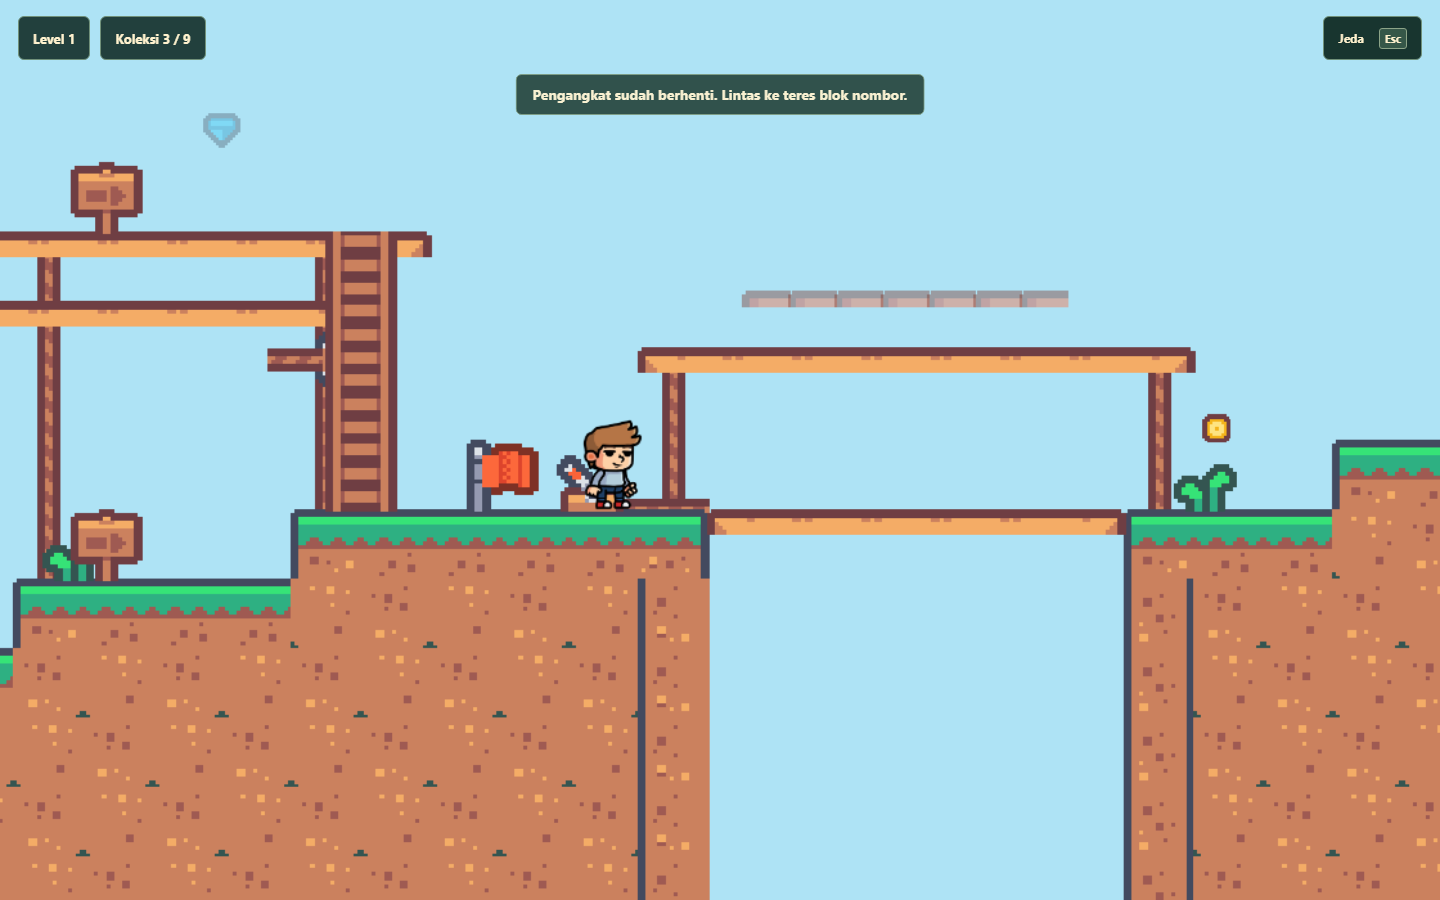 Level 1
Koleksi 3 / 9
Jeda Esc
Pengangkat sudah berhenti. Lintas ke teres blok nombor.